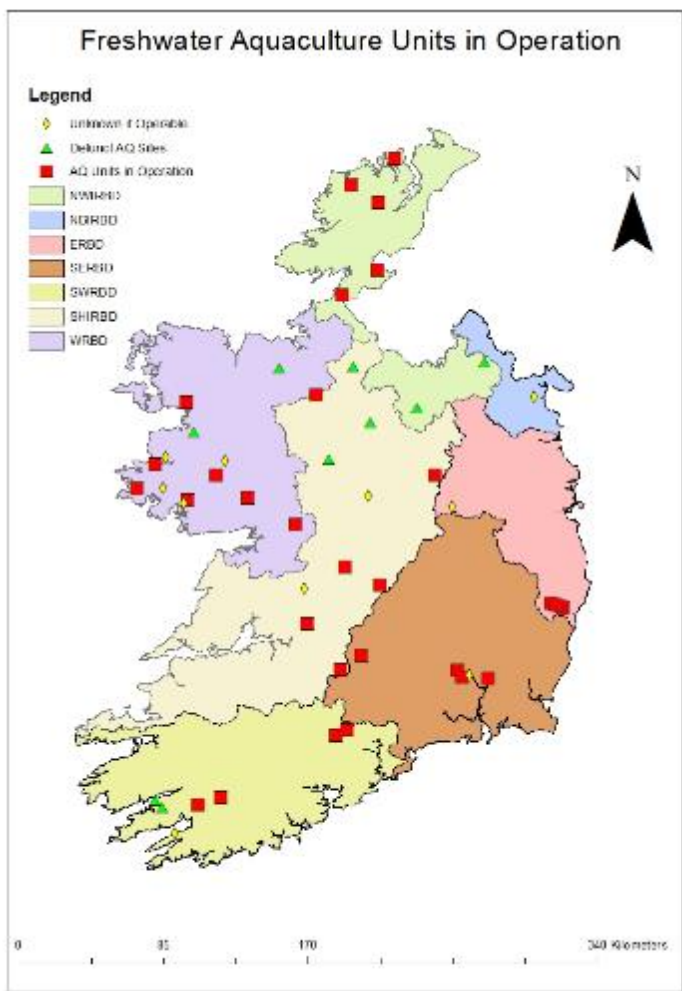 Freshwater Aquaculture Units in Operation
Legend
Unknown if Operable
Defunct AQ Sites
AQ Units in Operation
NWIRBD
NBIRBD
ERBD
SERBD
SWRBD
SHIRBD
WRBD
N
0 85 170 340 Kilometers